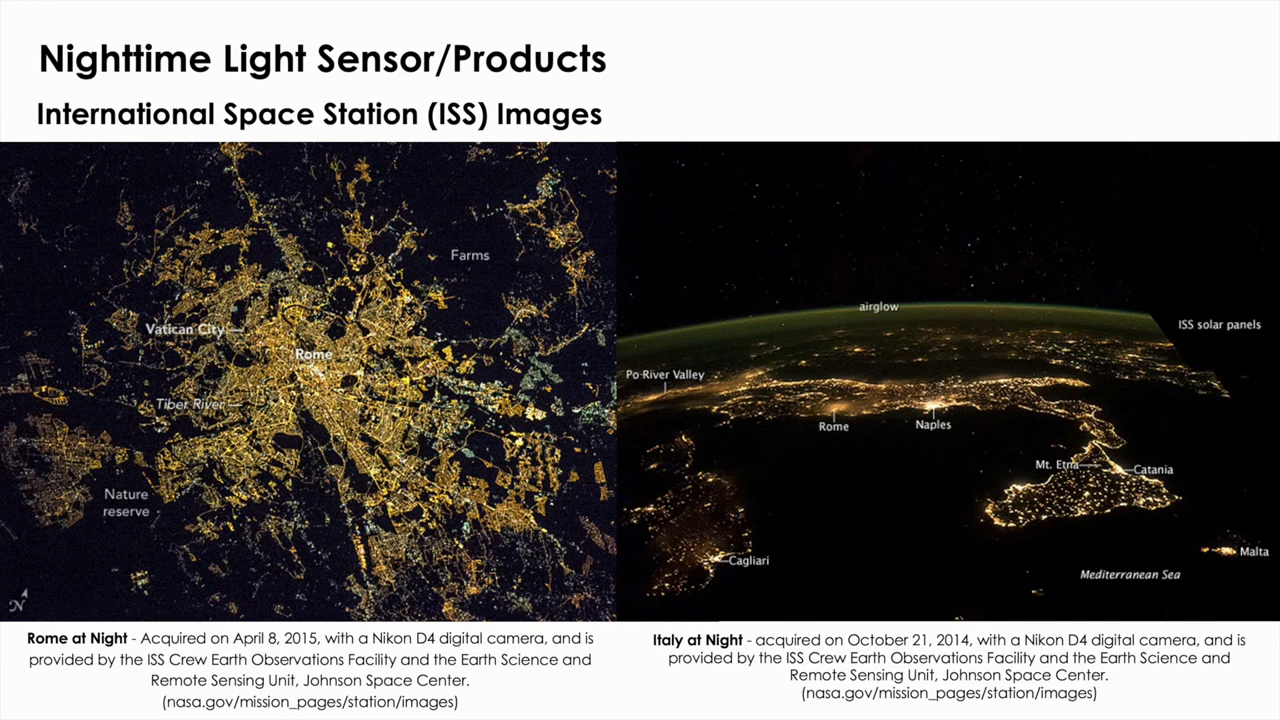 Nighttime Light Sensor/Products
International Space Station (ISS) Images
Farms
Vatican City
Rome
Tiber River
Nature
reserve
N
airglow
ISS solar panels
Po River Valley
Rome
Naples
Mt. Etna
Catania
Cagliari
Malta
Mediterranean Sea
Rome at Night - Acquired on April 8, 2015, with a Nikon D4 digital camera, and is
provided by the ISS Crew Earth Observations Facility and the Earth Science and
Remote Sensing Unit, Johnson Space Center.
(nasa.gov/mission_pages/station/images)
Italy at Night - acquired on October 21, 2014, with a Nikon D4 digital camera, and is
provided by the ISS Crew Earth Observations Facility and the Earth Science and
Remote Sensing Unit, Johnson Space Center.
(nasa.gov/mission_pages/station/images)